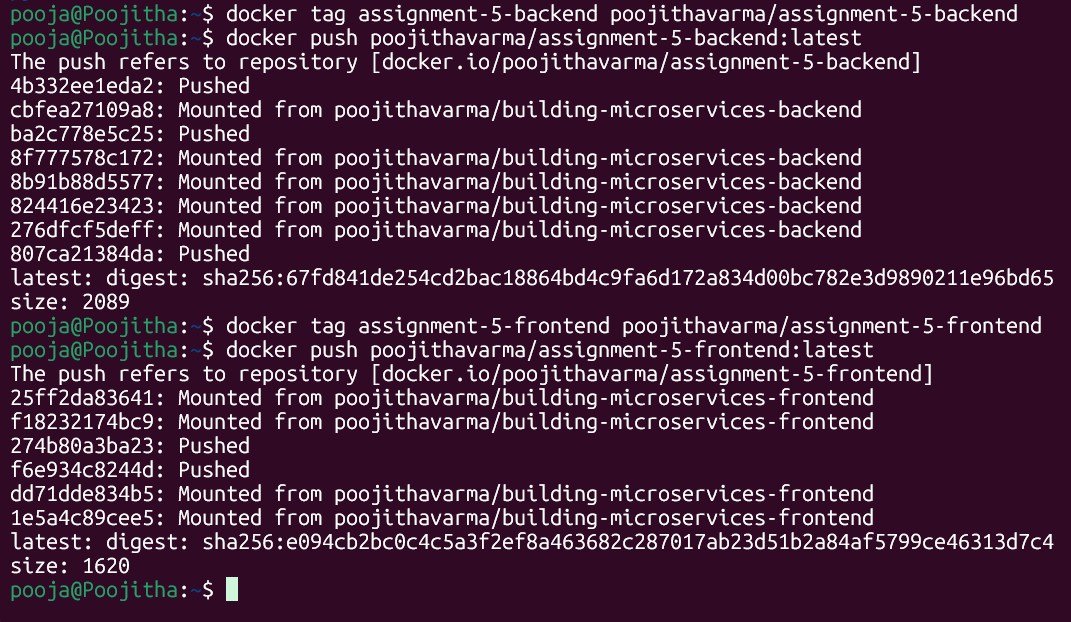 pooja@Poojitha:~$ docker tag assignment-5-backend poojithavarma/assignment-5-backend
pooja@Poojitha:~$ docker push poojithavarma/assignment-5-backend:latest
The push refers to repository [docker.io/poojithavarma/assignment-5-backend]
4b332ee1eda2: Pushed
cbfea27109a8: Mounted from poojithavarma/building-microservices-backend
ba2c778e5c25: Pushed
8f777578c172: Mounted from poojithavarma/building-microservices-backend
8b91b88d5577: Mounted from poojithavarma/building-microservices-backend
824416e23423: Mounted from poojithavarma/building-microservices-backend
276dfcf5deff: Mounted from poojithavarma/building-microservices-backend
807ca21384da: Pushed
latest: digest: sha256:67fd841de254cd2bac18864bd4c9fa6d172a834d00bc782e3d9890211e96bd65
size: 2089
pooja@Poojitha:~$ docker tag assignment-5-frontend poojithavarma/assignment-5-frontend
pooja@Poojitha:~$ docker push poojithavarma/assignment-5-frontend:latest
The push refers to repository [docker.io/poojithavarma/assignment-5-frontend]
25ff2da83641: Mounted from poojithavarma/building-microservices-frontend
f18232174bc9: Mounted from poojithavarma/building-microservices-frontend
274b80a3ba23: Pushed
f6e934c8244d: Pushed
dd71dde834b5: Mounted from poojithavarma/building-microservices-frontend
1e5a4c89cee5: Mounted from poojithavarma/building-microservices-frontend
latest: digest: sha256:e094cb2bc0c4c5a3f2ef8a463682c287017ab23d51b2a84af5799ce46313d7c4
size: 1620
pooja@Poojitha:~$